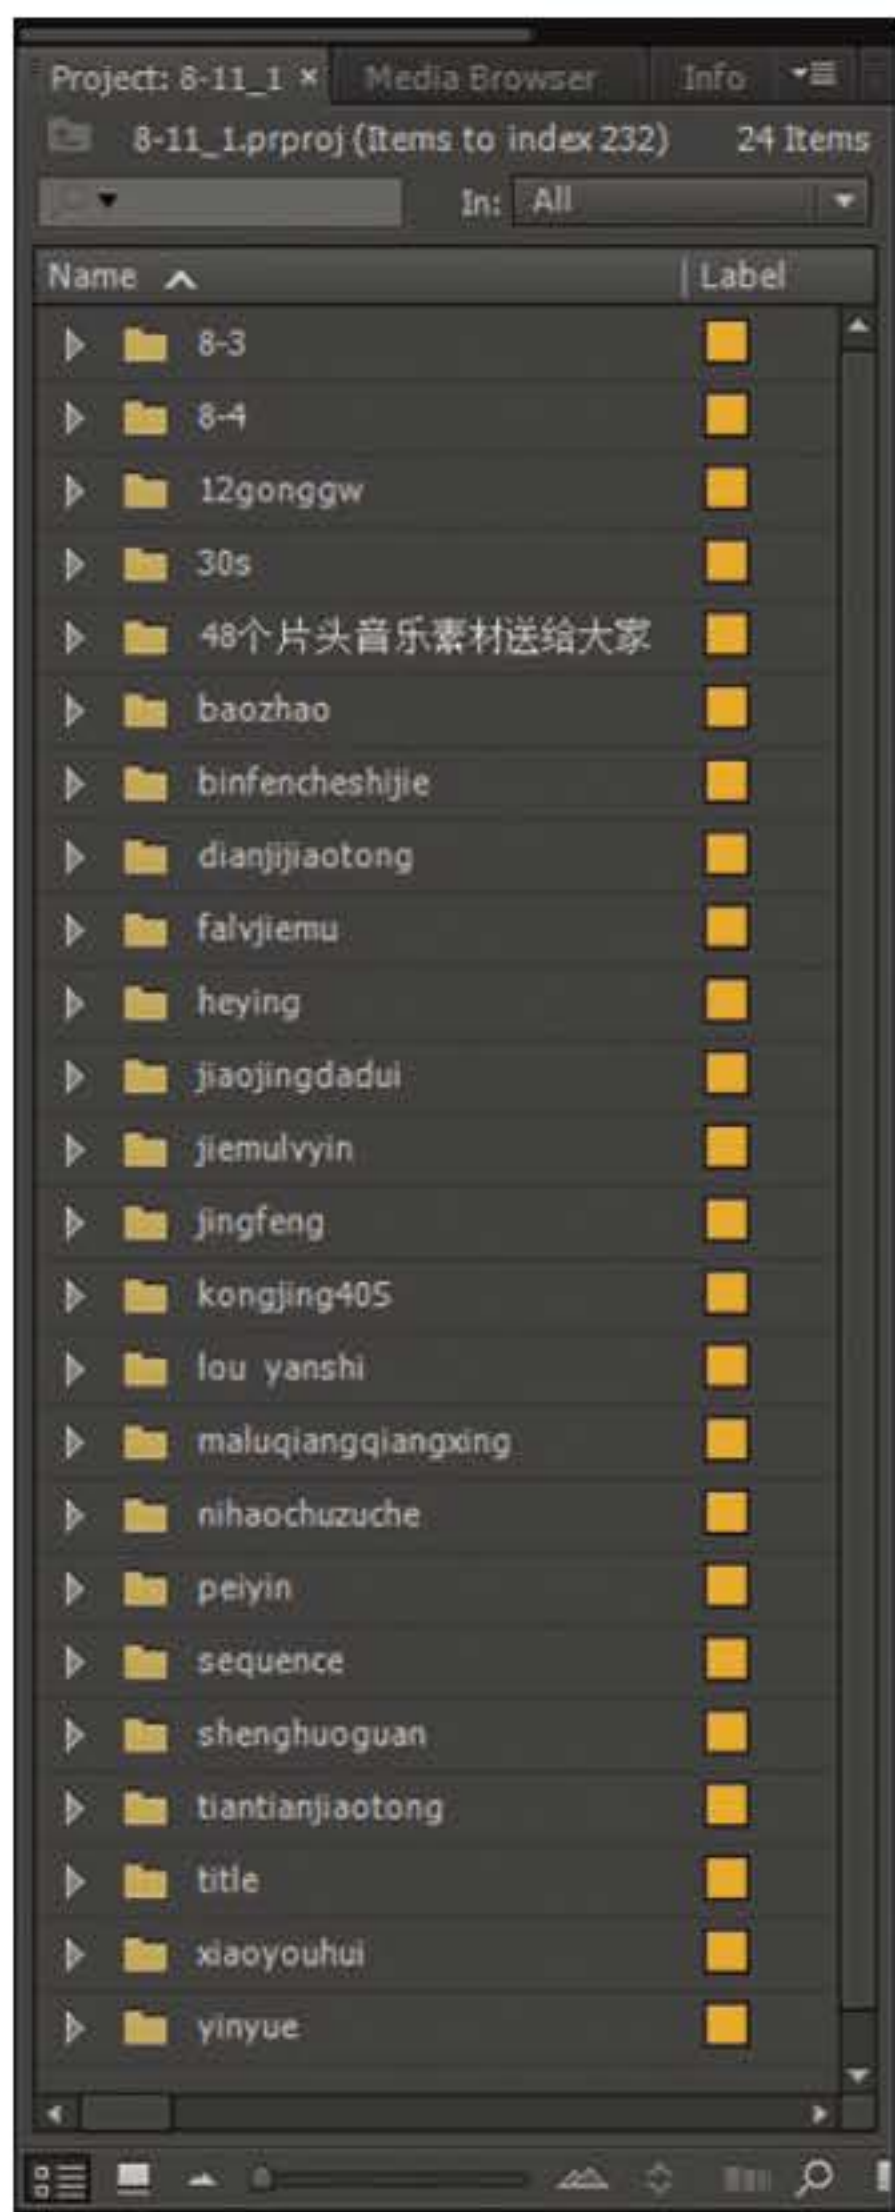 Project: 8-11_1 × Media Browser Info
8-11_1.prproj (Items to index 232) 24 Items
In: All
Name Label
8-3
8-4
12gonggw
30s
48个片头音乐素材送给大家
baozhao
binfencheshijie
dianjijiaotong
falvjiemu
heying
jiaojingdadui
jiemulvyin
jingfeng
kongjing405
lou yanshi
maluqiangqiangxing
nihaochuzuche
peiyin
sequence
shenghuoguan
tiantianjiaotong
title
xiaoyouhui
yinyue